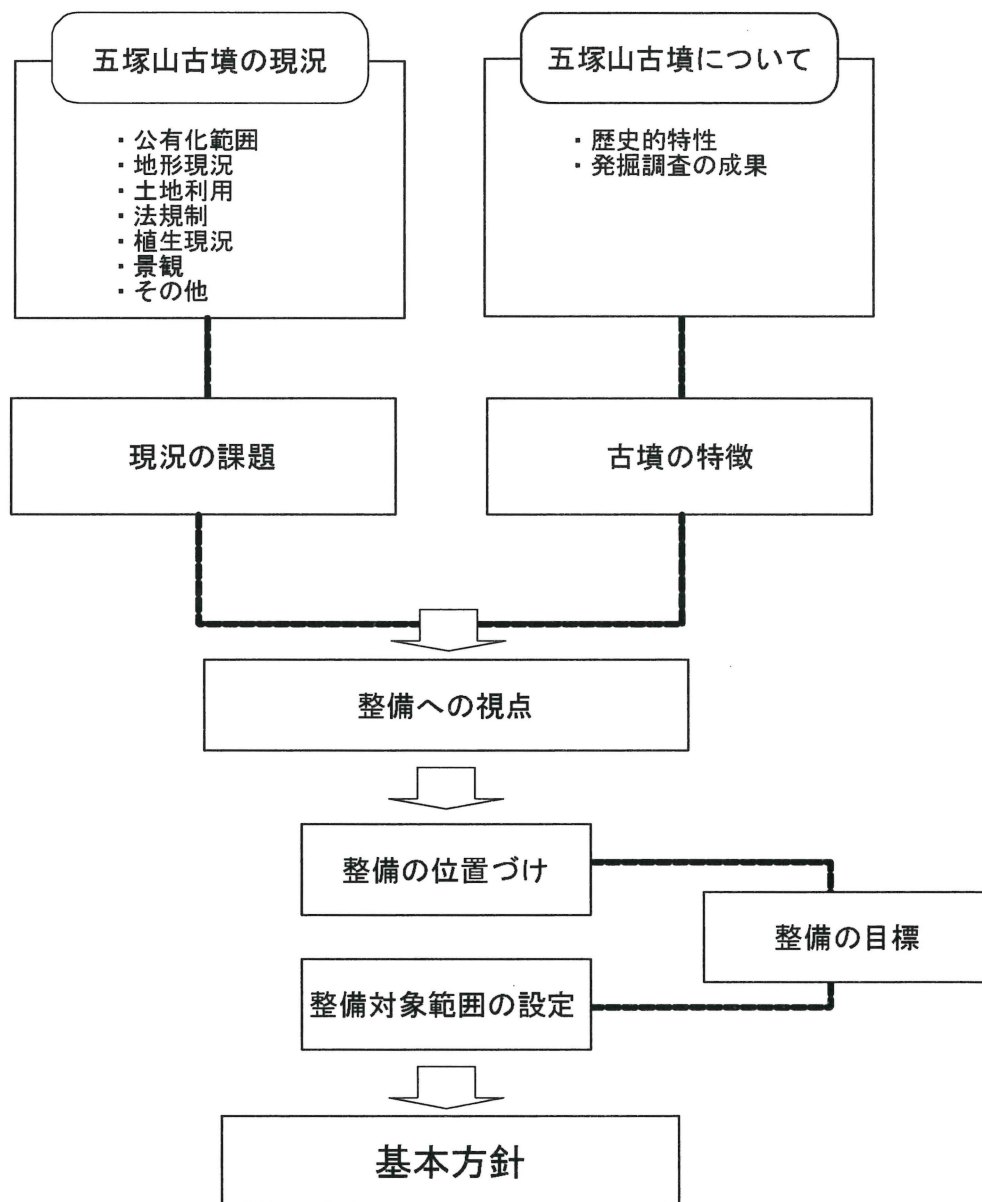 五塚山古墳の現況
・公有化範囲
・地形現況
・土地利用
・法規制
・植生現況
・景観
・その他
五塚山古墳について
・歴史的特性
・発掘調査の成果
現況の課題
古墳の特徴
整備への視点
整備の位置づけ
整備の目標
整備対象範囲の設定
基本方針